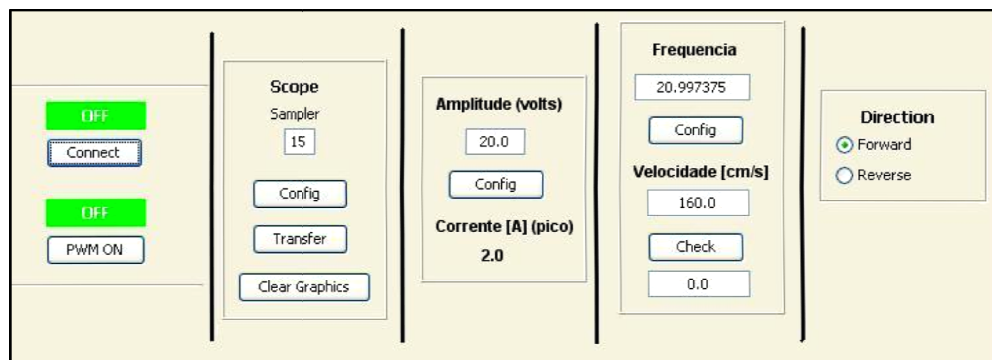 OFF
Connect
OFF
PWM ON
Scope
Sampler
15
Config
Transfer
Clear Graphics
Amplitude (volts)
20.0
Config
Corrente [A] (pico)
2.0
Frequencia
20.997375
Config
Velocidade [cm/s]
160.0
Check
0.0
Direction
Forward
Reverse